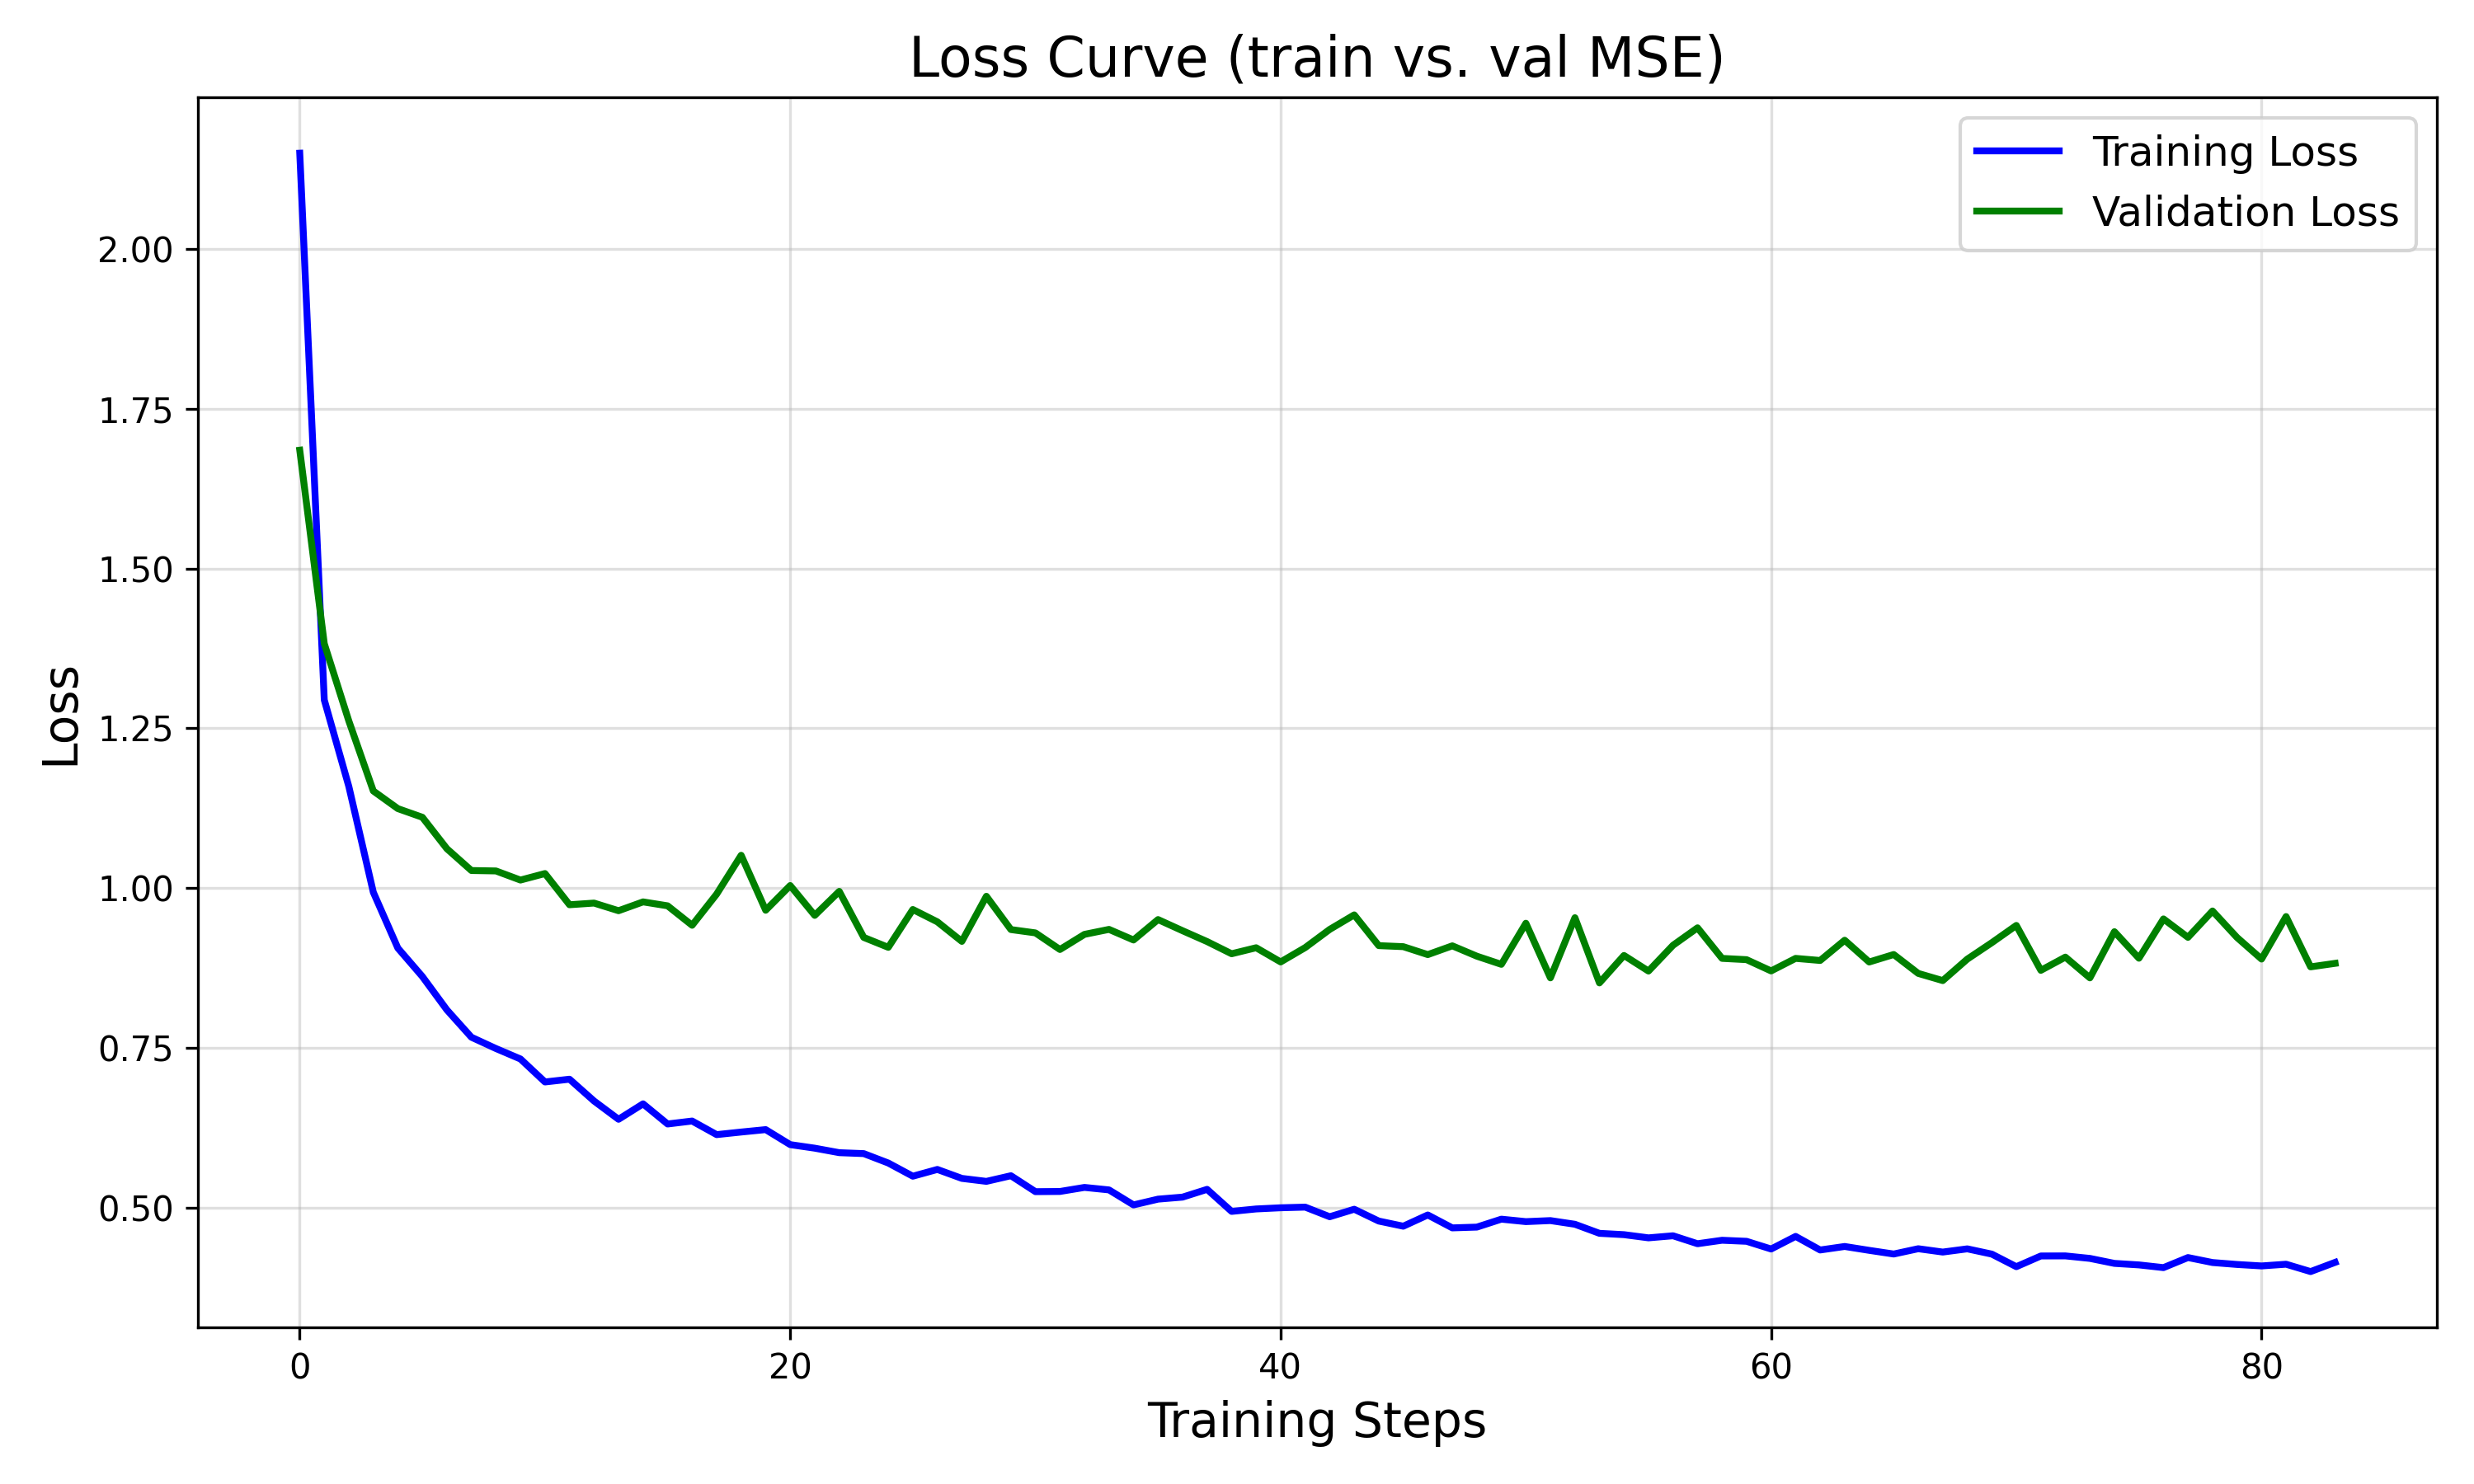 Loss Curve (train vs. val MSE)
Training Loss
Validation Loss
2.00
1.75
1.50
1.25
1.00
0.75
0.50
Loss
0 20 40 60 80
Training Steps